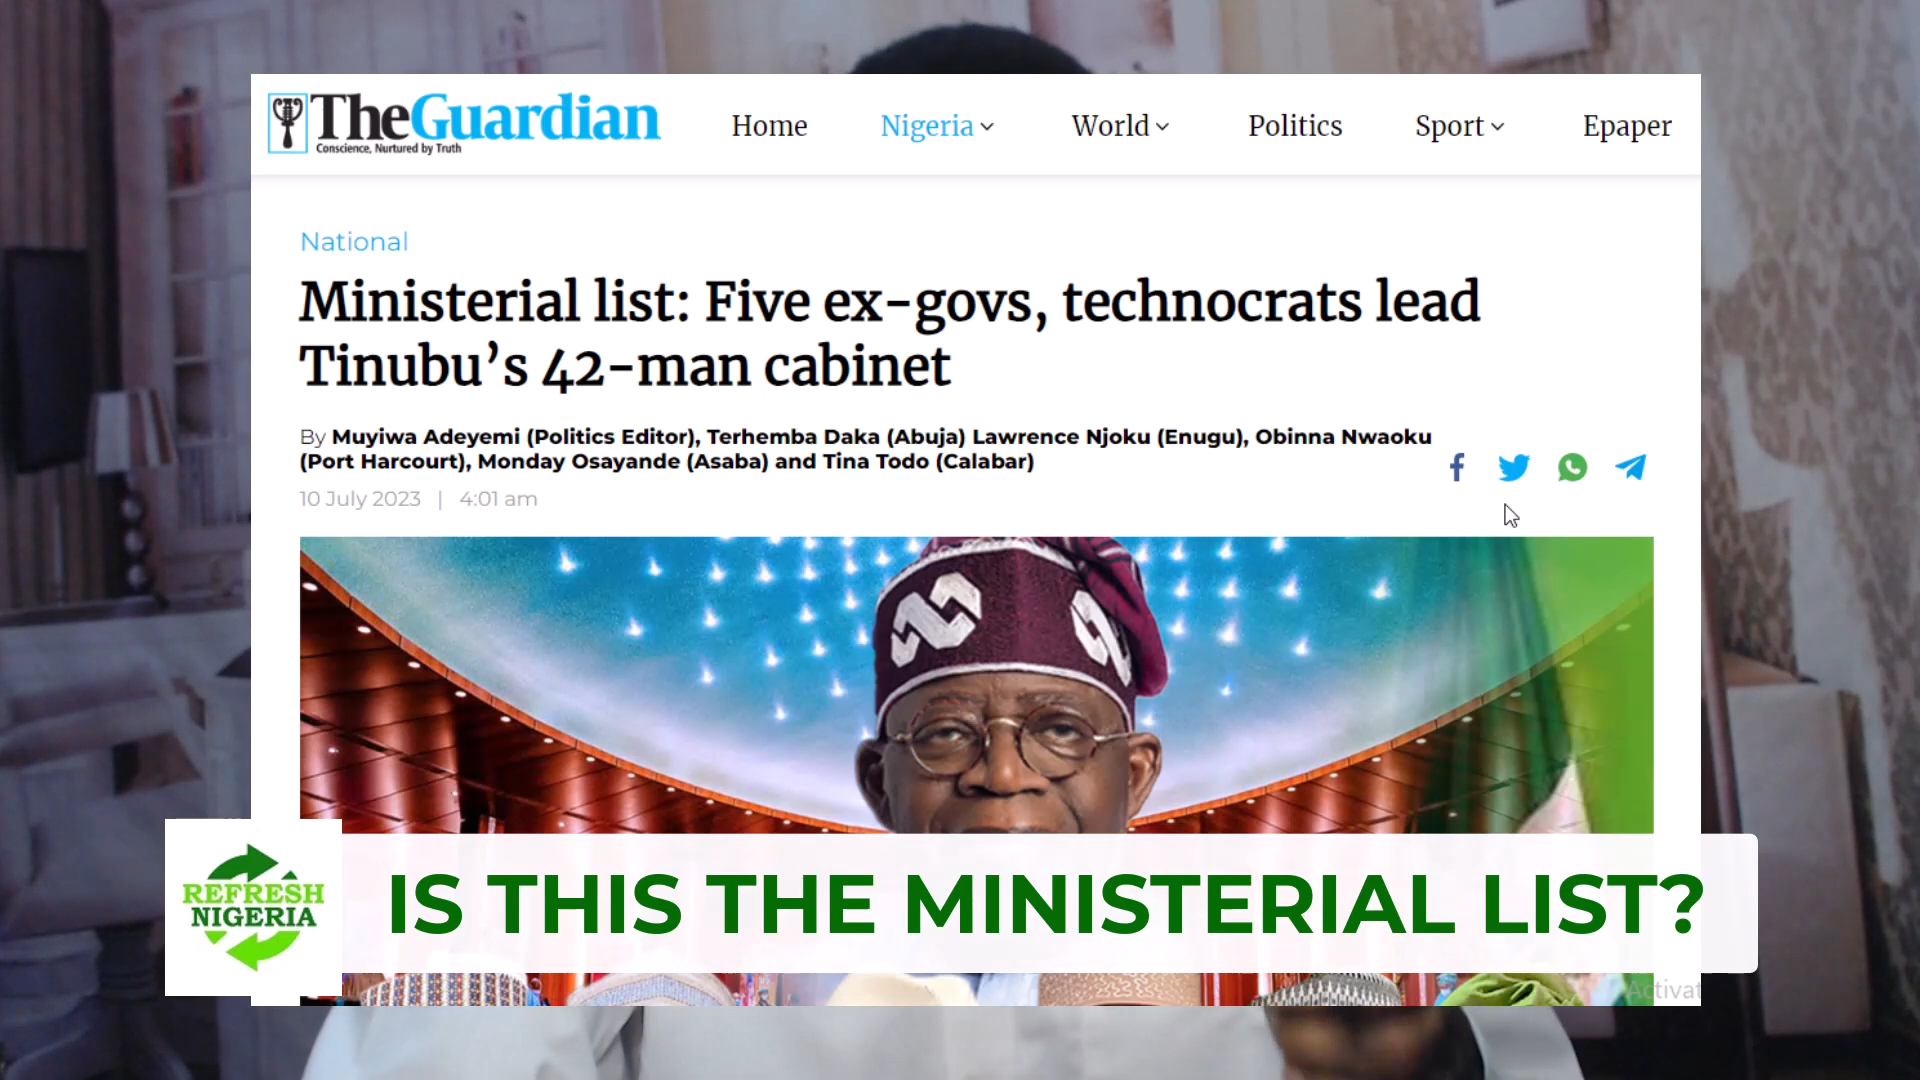 TheGuardian
Conscience, Nurtured by Truth
Home Nigeria World Politics Sport Epaper
National
Ministerial list: Five ex-govs, technocrats lead
Tinubu’s 42-man cabinet
By Muyiwa Adeyemi (Politics Editor), Terhemba Daka (Abuja) Lawrence Njoku (Enugu), Obinna Nwaoku
(Port Harcourt), Monday Osayande (Asaba) and Tina Todo (Calabar)
10 July 2023 | 4:01 am
REFRESH
NIGERIA
IS THIS THE MINISTERIAL LIST?
Activat